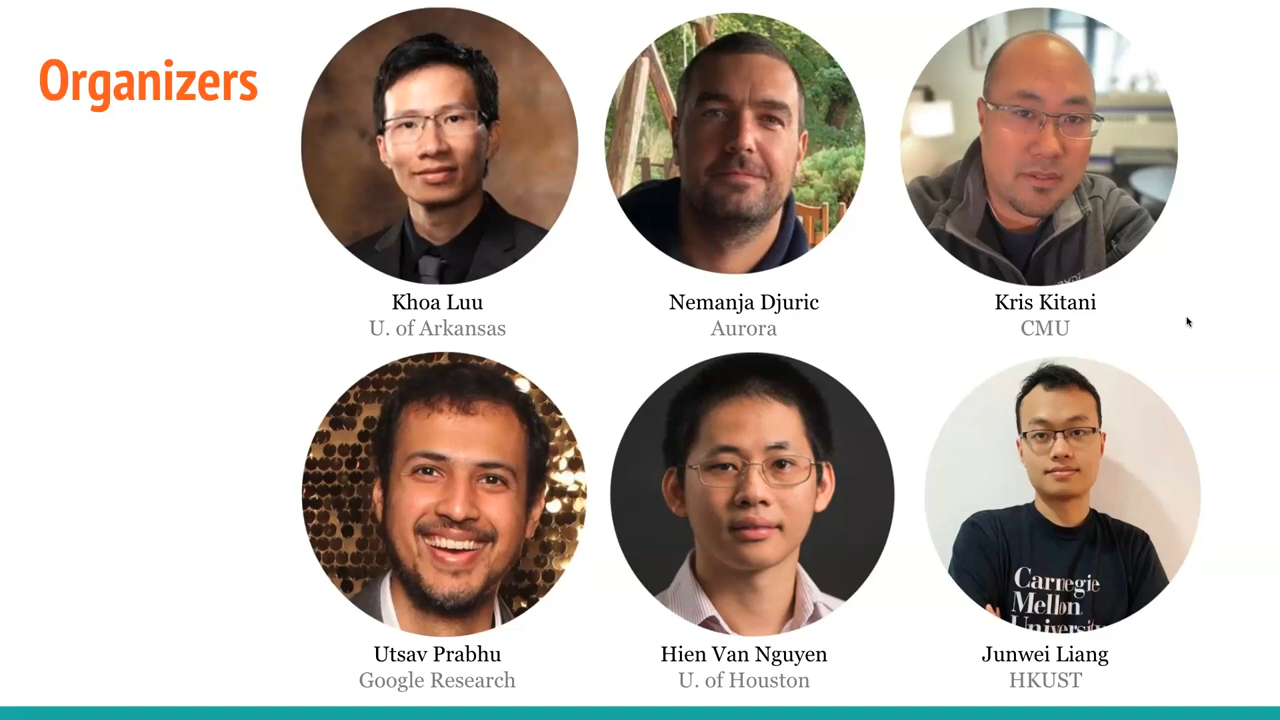 Organizers
Khoa Luu
U. of Arkansas
Nemanja Djuric
Aurora
Kris Kitani
CMU
Carnegie
Mellon
University
Utsav Prabhu
Google Research
Hien Van Nguyen
U. of Houston
Junwei Liang
HKUST